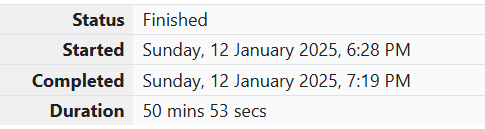 Status Finished
Started Sunday, 12 January 2025, 6:28 PM
Completed Sunday, 12 January 2025, 7:19 PM
Duration 50 mins 53 secs